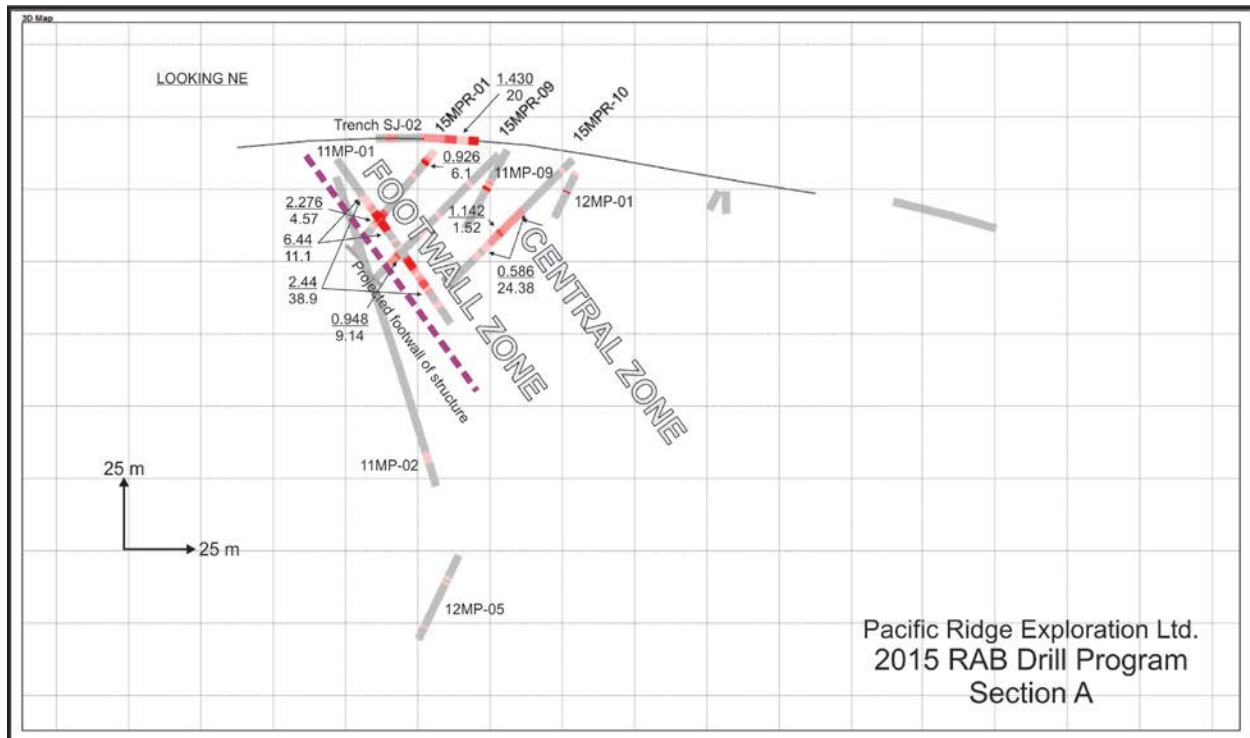 2D Map
LOOKING NE
Trench SJ-02
15MPR-01
1.430
20
15MPR-09
15MPR-10
11MP-01
0.926
6.1
11MP-09
12MP-01
2.276
4.57
6.44
11.1
2.44
38.9
0.948
9.14
1.142
1.52
0.586
24.38
FOOTWALL ZONE
CENTRAL ZONE
Projected footwall of structure
11MP-02
25 m
25 m
12MP-05
Pacific Ridge Exploration Ltd.
2015 RAB Drill Program
Section A